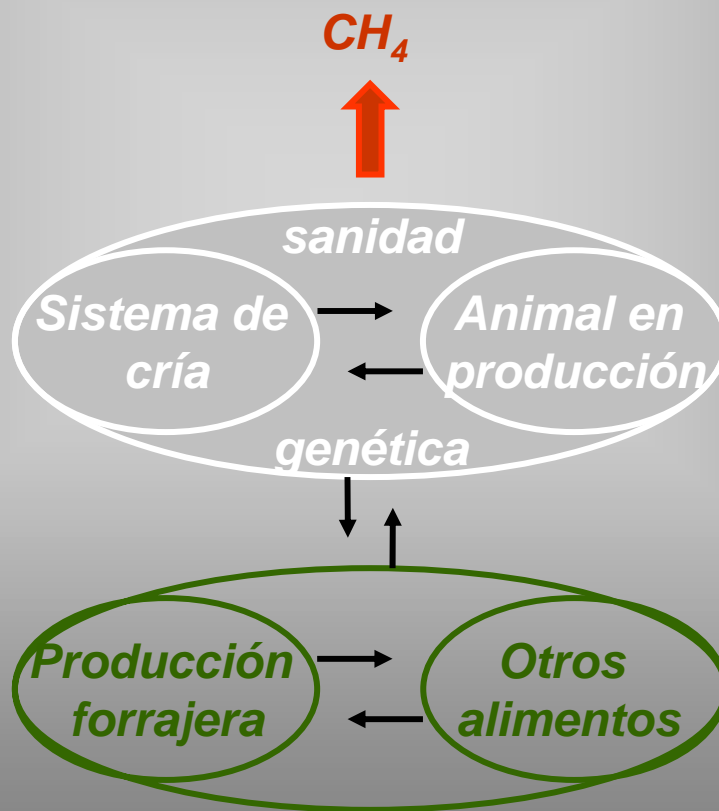 CH₄
sanidad
Sistema de
cría
Animal en
producción
genética
Producción
forrajera
Otros
alimentos